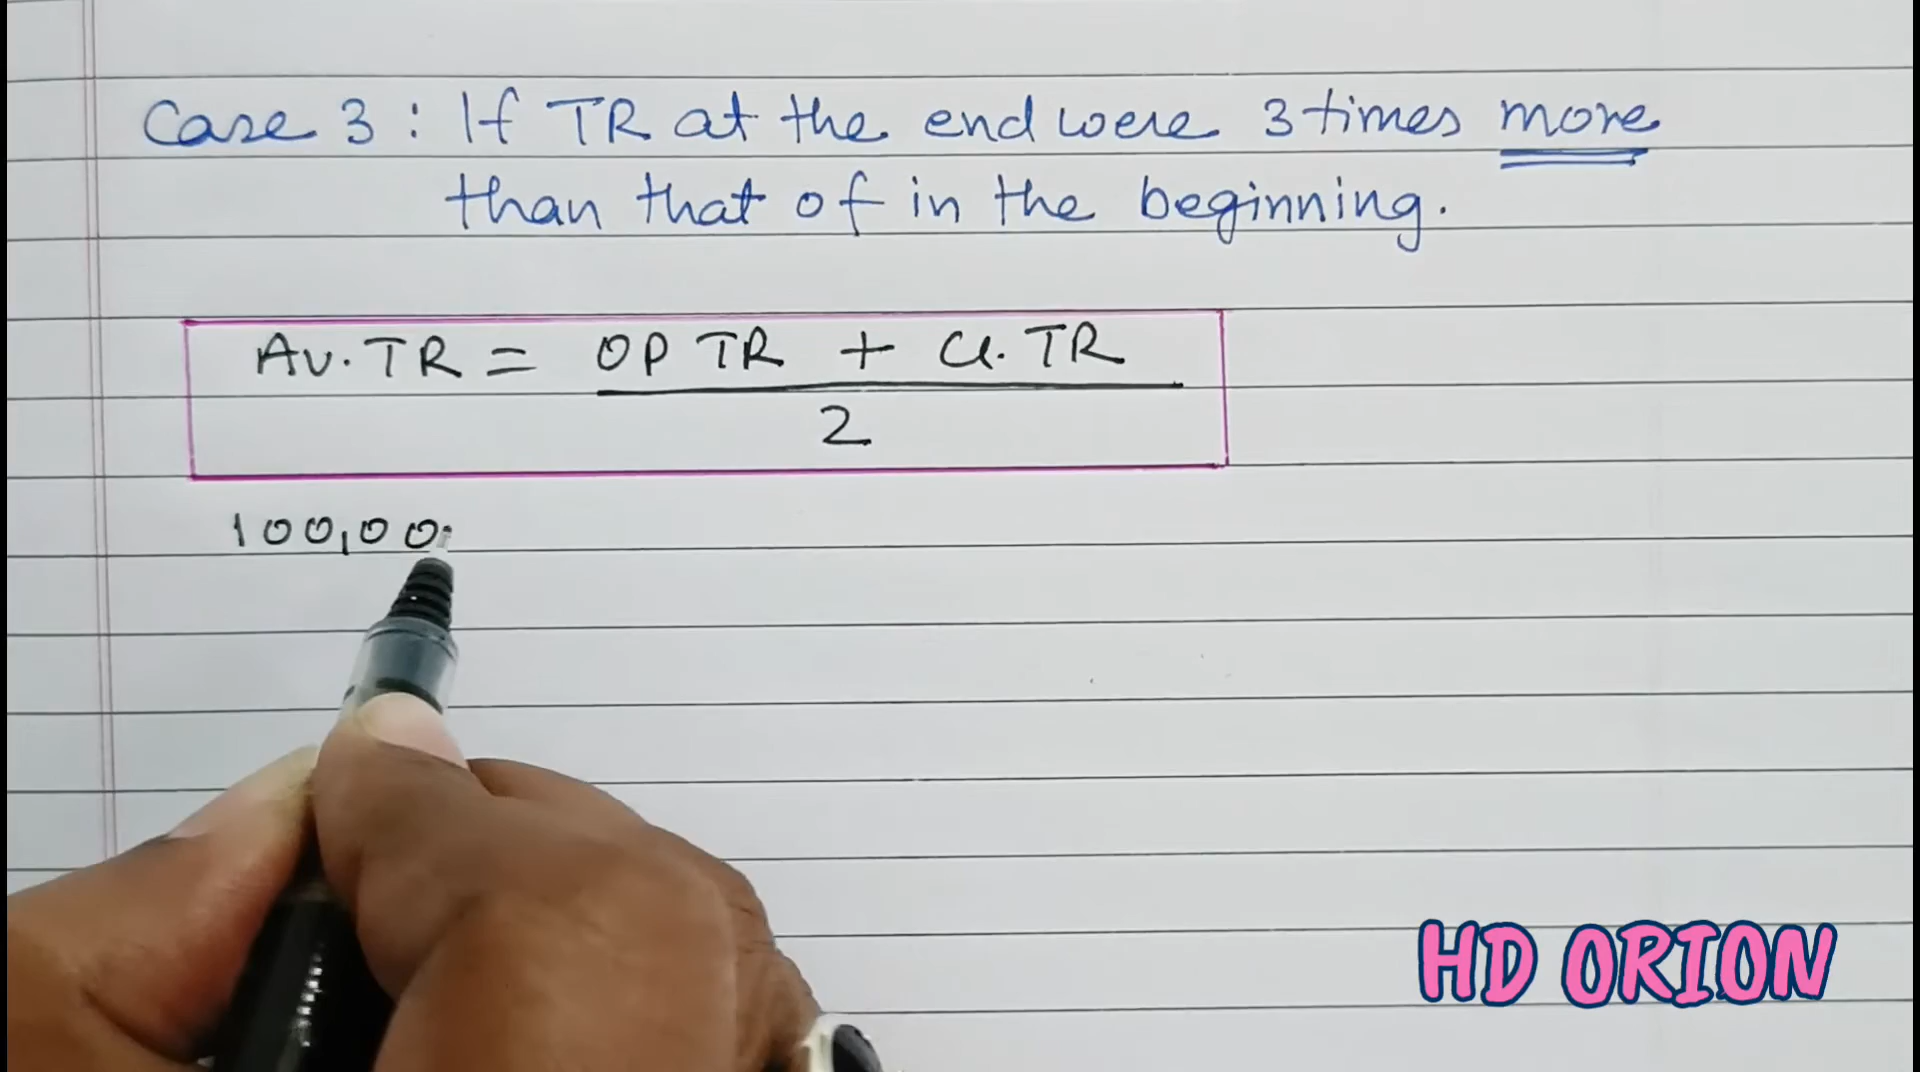 Case 3 : If TR at the end were 3 times more
than that of in the beginning.
Av. TR = OP TR + Cl. TR
2
100,00
HD ORION